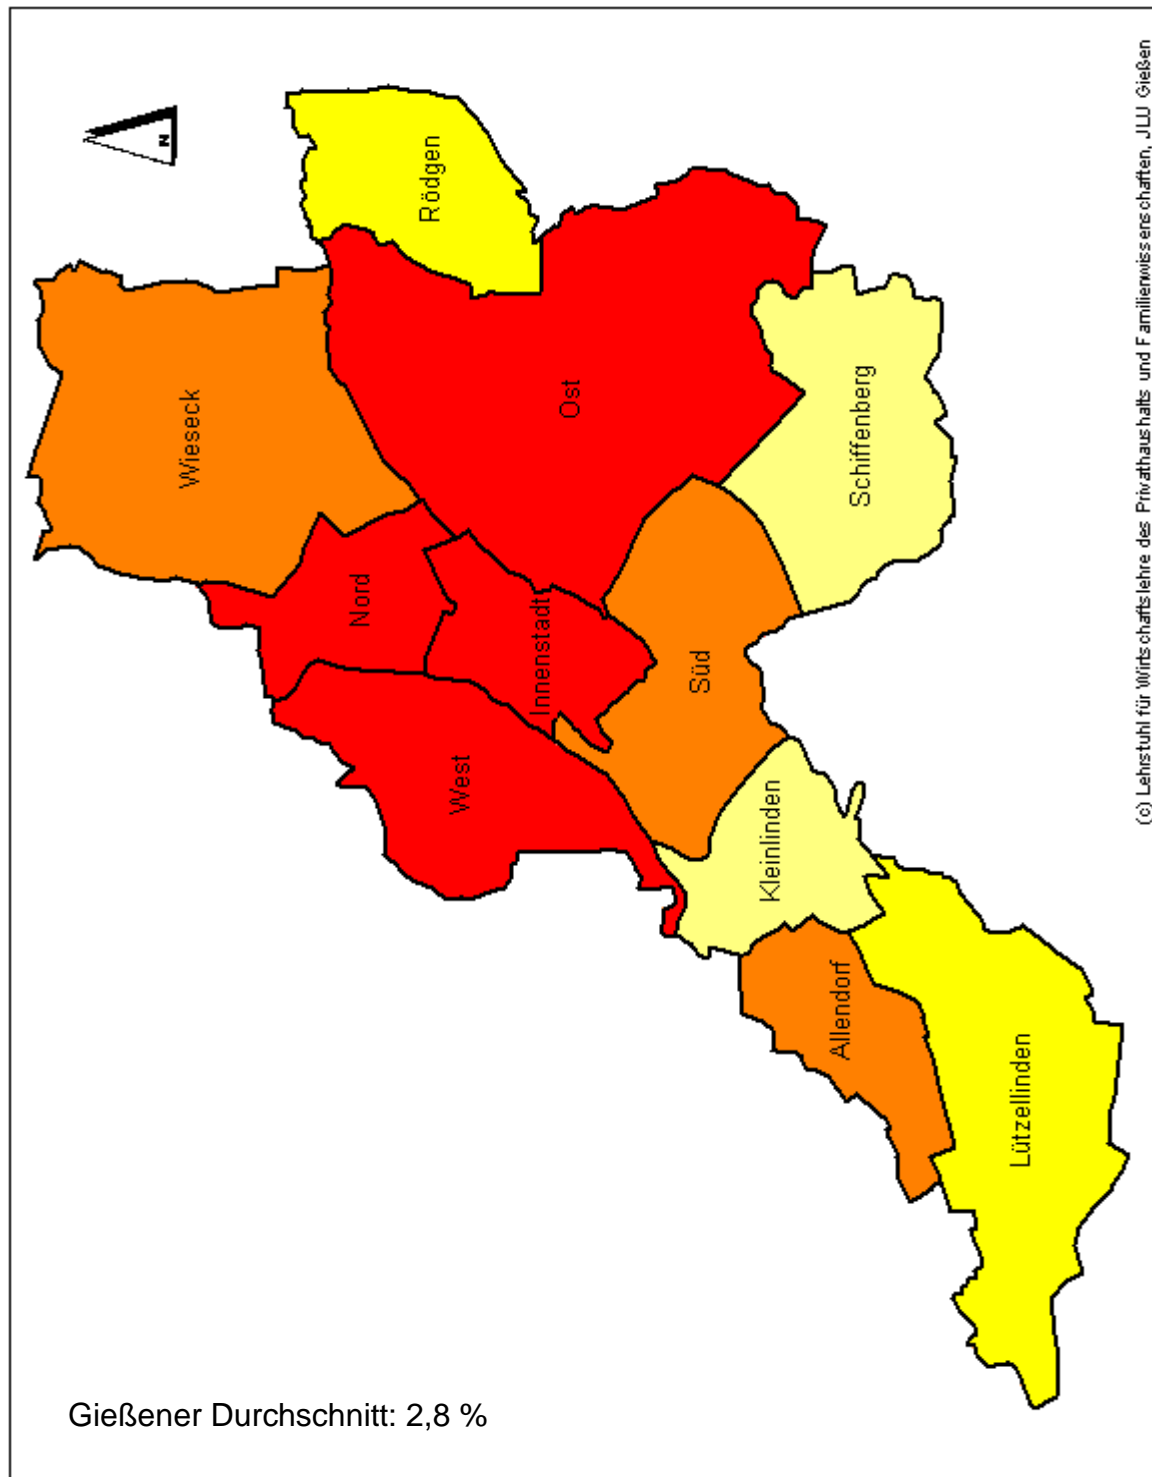 N
Rödgen
Wieseck
Ost
Schiffenberg
Nord
Innenstadt
Süd
West
Kleinlinden
Allendorf
Lützellinden
Gießener Durchschnitt: 2,8 %
(c) Lehrstuhl für Wirtschaftslehre des Privathaushalts und Familienwissenschaften, JLU Gießen